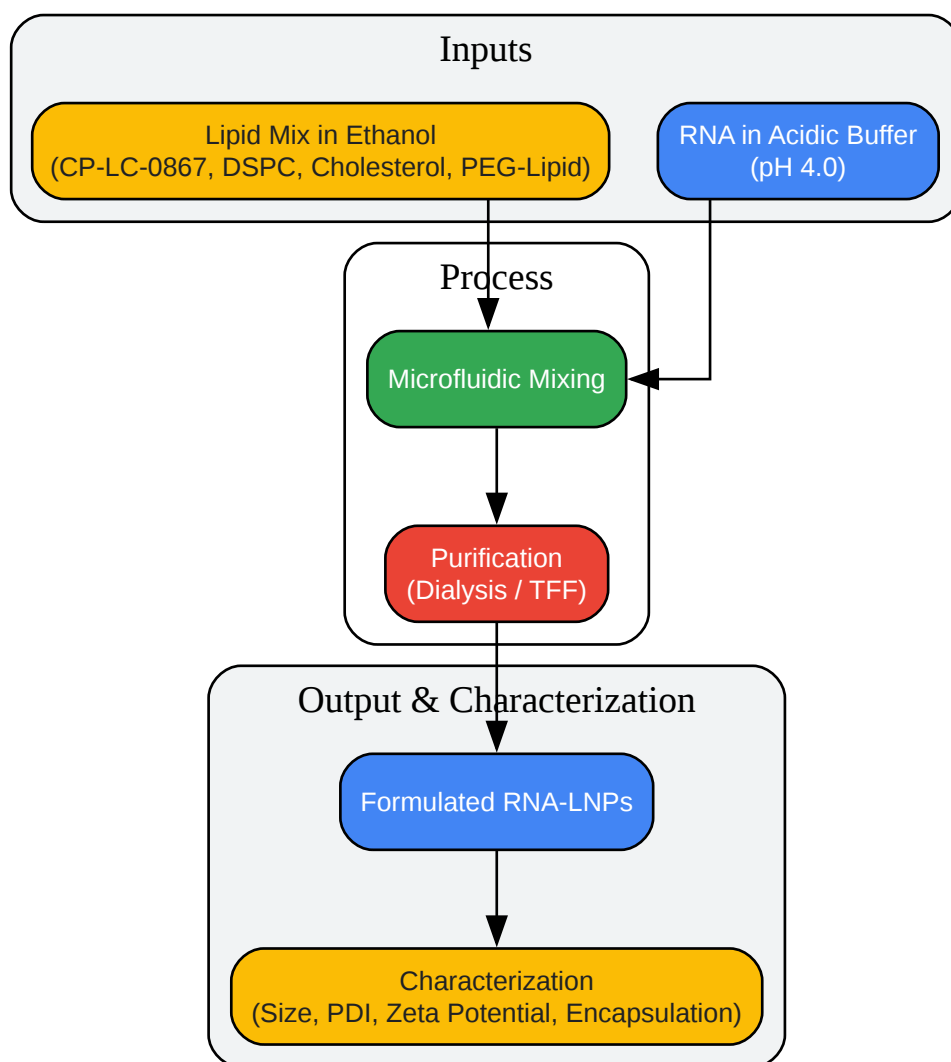 Inputs
Lipid Mix in Ethanol
(CP-LC-0867, DSPC, Cholesterol, PEG-Lipid)
RNA in Acidic Buffer
(pH 4.0)
Process
Microfluidic Mixing
Purification
(Dialysis / TFF)
Output & Characterization
Formulated RNA-LNPs
Characterization
(Size, PDI, Zeta Potential, Encapsulation)